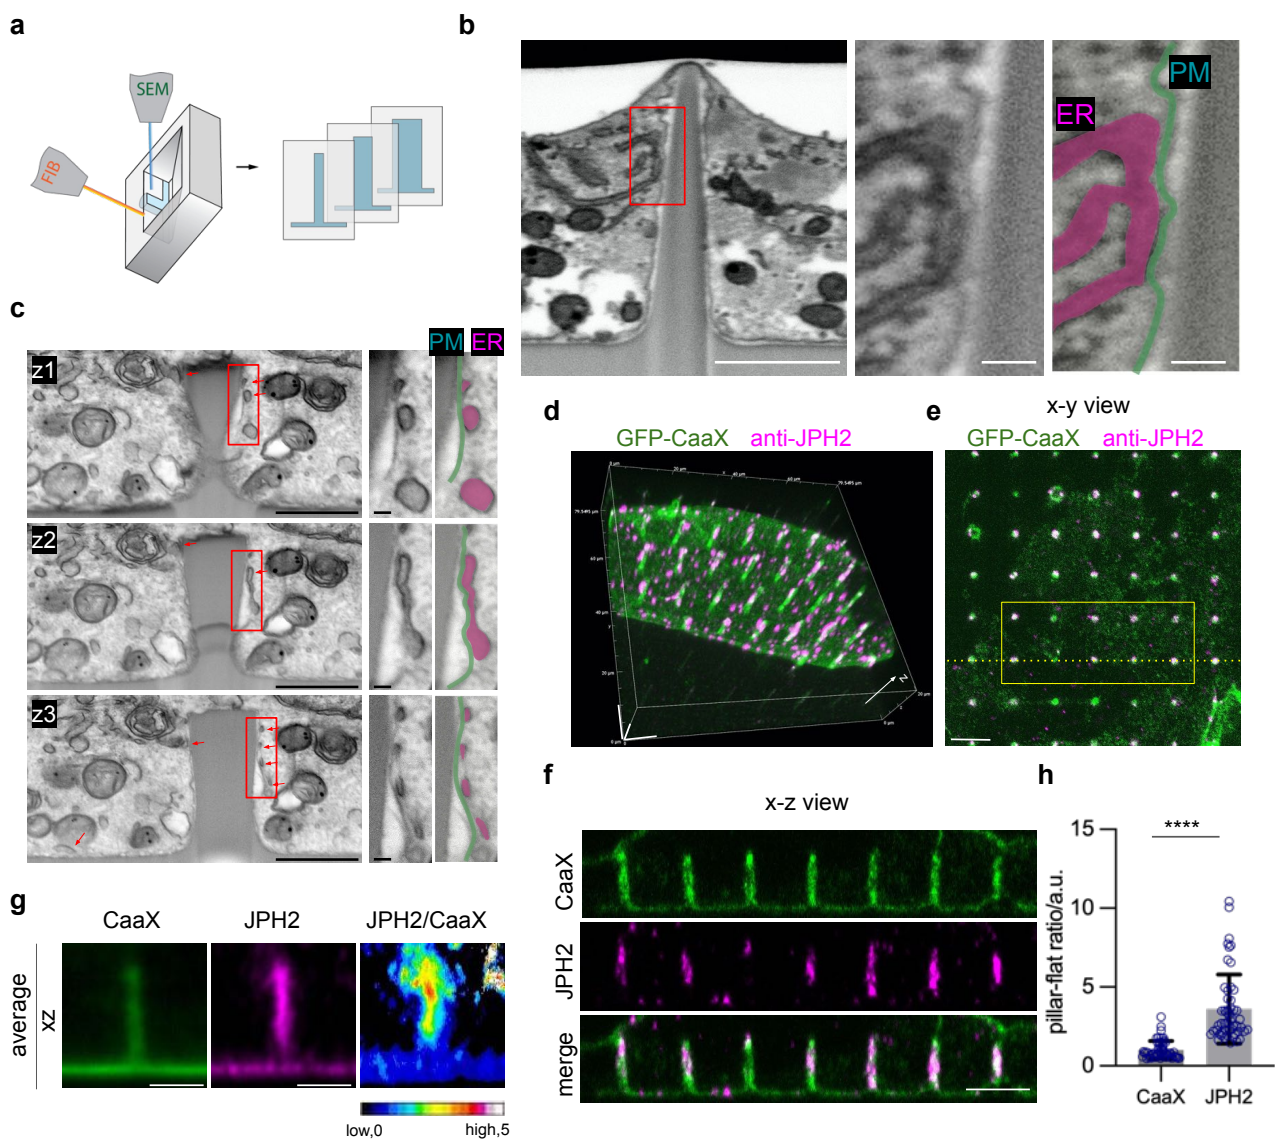 a
SEM
FIB
b
ER
PM
c
PM ER
z1
z2
z3
d
GFP-CaaX anti-JPH2
e
x-y view
GFP-CaaX anti-JPH2
f
x-z view
CaaX
JPH2
merge
g
CaaX JPH2 JPH2/CaaX
average
xz
low,0 high,5
h
****
pillar-flat ratio/a.u.
15
10
5
0
CaaX JPH2